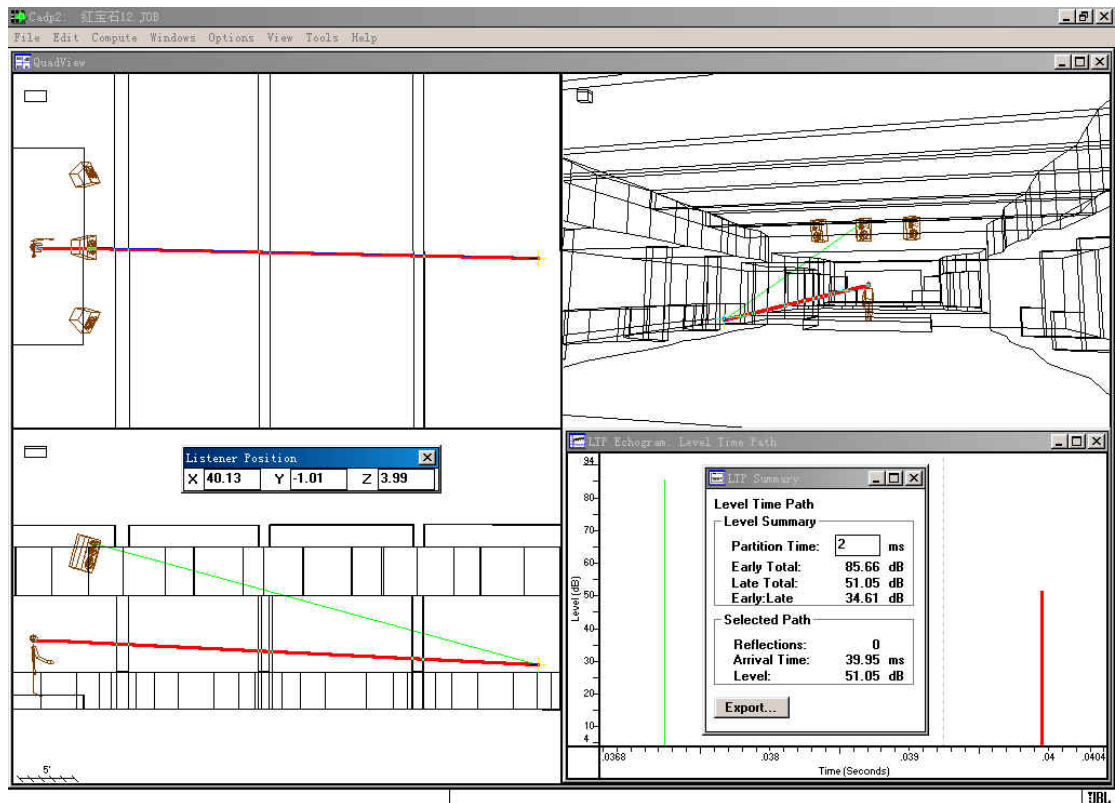 Cadp2: 红宝石12.JOB
File Edit Compute Windows Options View Tools Help
QuadView
Listener Position
X 40.13 Y -1.01 Z 3.99
5'
LTP Echogram: Level Time Path
94
80
70
60
50
40
30
20
10
4
Level(dB)
.0368 .038 .039 .04 .0404
Time(Seconds)
LTP Summary
Level Time Path
Level Summary
Partition Time: 2 ms
Early Total: 85.66 dB
Late Total: 51.05 dB
Early:Late 34.61 dB
Selected Path
Reflections: 0
Arrival Time: 39.95 ms
Level: 51.05 dB
Export...
JBL